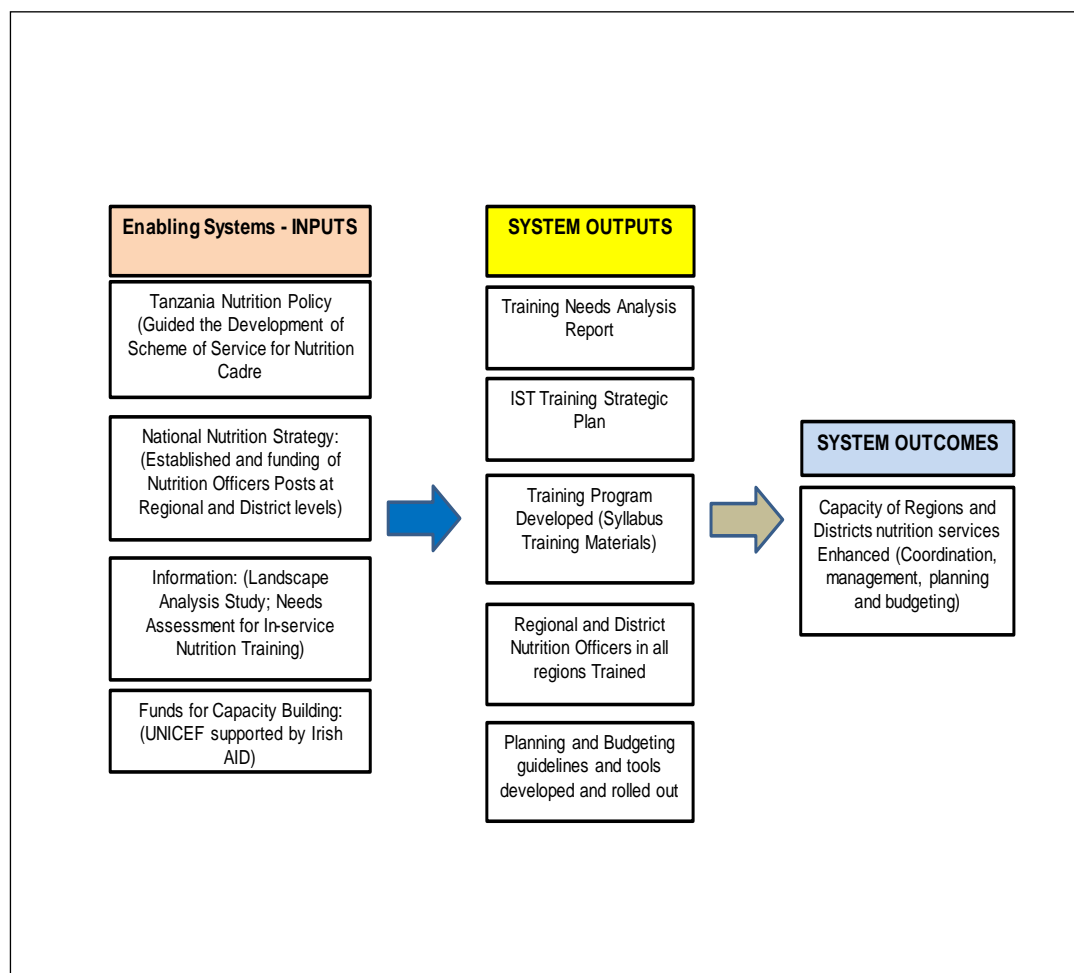 Enabling Systems - INPUTS
Tanzania Nutrition Policy
(Guided the Development of
Scheme of Service for Nutrition
Cadre
National Nutrition Strategy:
(Established and funding of
Nutrition Officers Posts at
Regional and District levels)
Information: (Landscape
Analysis Study; Needs
Assessment for In-service
Nutrition Training)
Funds for Capacity Building:
(UNICEF supported by Irish
AID)
SYSTEM OUTPUTS
Training Needs Analysis
Report
IST Training Strategic
Plan
Training Program
Developed (Syllabus
Training Materials)
Regional and District
Nutrition Officers in all
regions Trained
Planning and Budgeting
guidelines and tools
developed and rolled out
SYSTEM OUTCOMES
Capacity of Regions and
Districts nutrition services
Enhanced (Coordination,
management, planning
and budgeting)